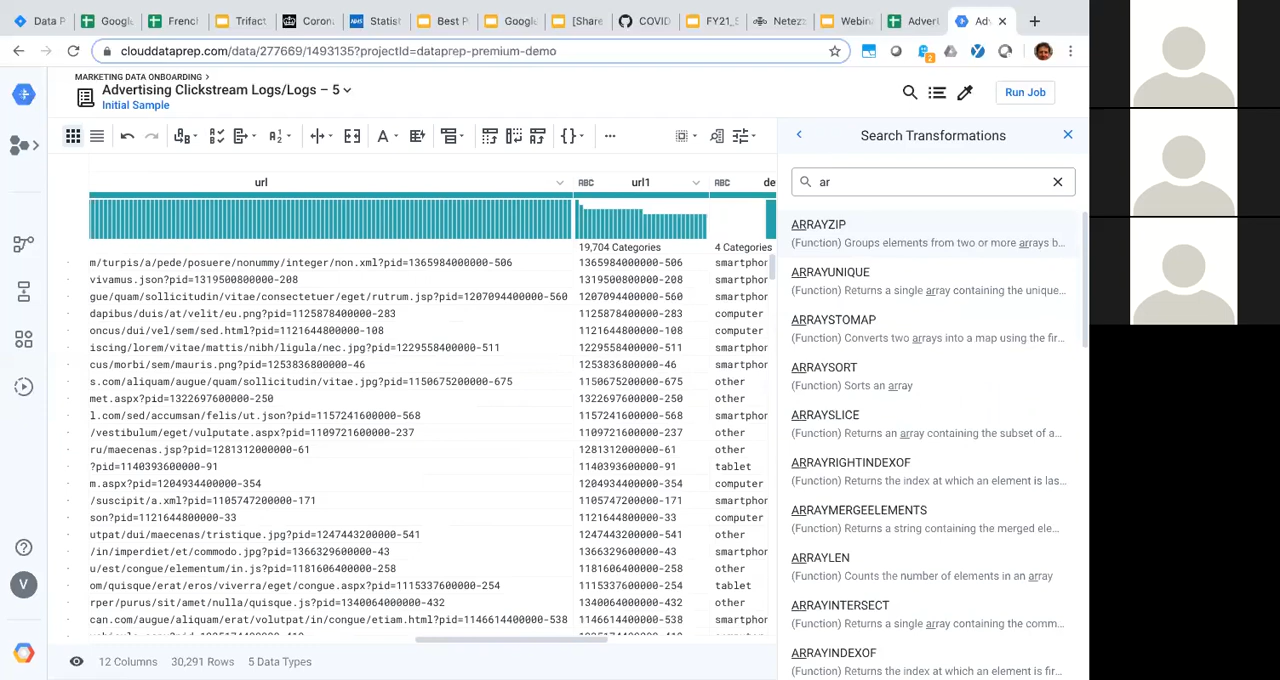 Data P
Google
French
Trifact
Coron
Statist
Best P
Google
[Share
COVID
FY21_S
Netezz
Webina
Advert
Adv
clouddataprep.com/data/277669/1493135?projectId=dataprep-premium-demo
2
MARKETING DATA ONBOARDING
Advertising Clickstream Logs/Logs – 5
Initial Sample
Run Job
Search Transformations
url
ABC url1
ABC de
ar
19,704 Categories
4 Categories
m/turpis/a/pede/posuere/nonummy/integer/non.xml?pid=1365984000000-506 1365984000000-506 smartphor
vivamus.json?pid=1319500800000-208 1319500800000-208 smartphor
gue/quam/sollicitudin/vitae/consectetuer/eget/rutrum.jsp?pid=1207094400000-560 1207094400000-560 smartphor
dapibus/duis/at/velit/eu.png?pid=1125878400000-283 1125878400000-283 computer
oncus/dui/vel/sem/sed.html?pid=1121644800000-108 1121644800000-108 computer
iscing/lorem/vitae/mattis/nibh/ligula/nec.jpg?pid=1229558400000-511 1229558400000-511 smartphor
cus/morbi/sem/mauris.png?pid=1253836800000-46 1253836800000-46 smartphor
s.com/aliquam/augue/quam/sollicitudin/vitae.jpg?pid=1150675200000-675 1150675200000-675 other
met.aspx?pid=1322697600000-250 1322697600000-250 other
l.com/sed/accumsan/felis/ut.json?pid=1157241600000-568 1157241600000-568 smartphor
/vestibulum/eget/vulputate.aspx?pid=1109721600000-237 1109721600000-237 other
ru/maecenas.jsp?pid=1281312000000-61 1281312000000-61 other
?pid=1140393600000-91 1140393600000-91 tablet
m.aspx?pid=1204934400000-354 1204934400000-354 computer
/suscipit/a.xml?pid=1105747200000-171 1105747200000-171 smartphor
son?pid=1121644800000-33 1121644800000-33 computer
utpat/dui/maecenas/tristique.jpg?pid=1247443200000-541 1247443200000-541 other
/in/imperdiet/et/commodo.jpg?pid=1366329600000-43 1366329600000-43 smartphor
u/est/congue/elementum/in.js?pid=1181606400000-258 1181606400000-258 other
om/quisque/erat/eros/viverra/eget/congue.aspx?pid=1115337600000-254 1115337600000-254 tablet
rper/purus/sit/amet/nulla/quisque.js?pid=1340064000000-432 1340064000000-432 other
can.com/augue/aliquam/erat/volutpat/in/congue/etiam.html?pid=1146614400000-538 1146614400000-538 smartphor
ARRAYZIP
(Function) Groups elements from two or more arrays b...
ARRAYUNIQUE
(Function) Returns a single array containing the unique...
ARRAYSTOMAP
(Function) Converts two arrays into a map using the fir...
ARRAYSORT
(Function) Sorts an array
ARRAYSLICE
(Function) Returns an array containing the subset of a...
ARRAYRIGHTINDEXOF
(Function) Returns the index at which an element is las...
ARRAYMERGEELEMENTS
(Function) Returns a string containing the merged ele...
ARRAYLEN
(Function) Counts the number of elements in an array
ARRAYINTERSECT
(Function) Returns a single array containing the comm...
ARRAYINDEXOF
(Function) Returns the index at which an element is fir...
V
12 Columns 30,291 Rows 5 Data Types